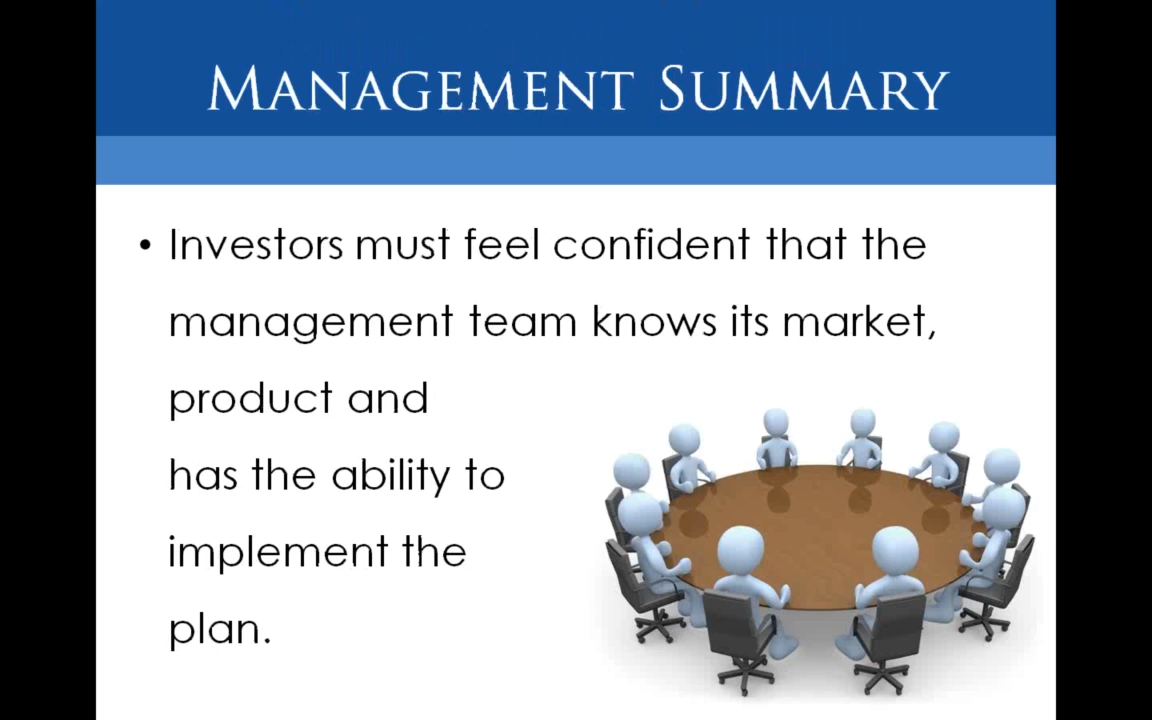 MANAGEMENT SUMMARY
• Investors must feel confident that the
management team knows its market,
product and
has the ability to
implement the
plan.